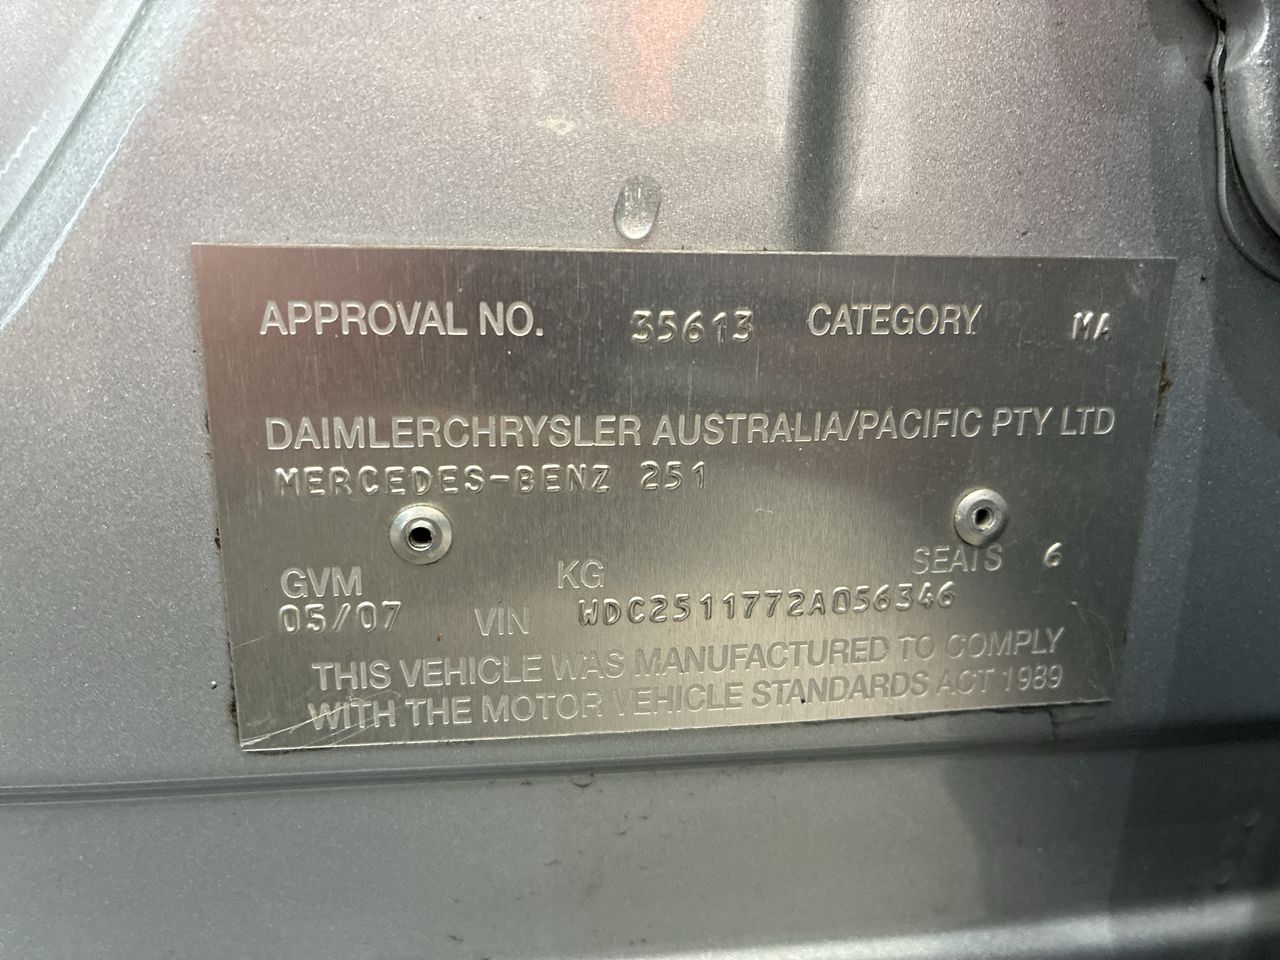 APPROVAL NO. 35613 CATEGORY MA
DAIMLERCHRYSLER AUSTRALIA/PACIFIC PTY LTD
MERCEDES-BENZ 251
GVM KG SEATS 6
05/07 VIN WDC2511772A056346
THIS VEHICLE WAS MANUFACTURED TO COMPLY
WITH THE MOTOR VEHICLE STANDARDS ACT 1989